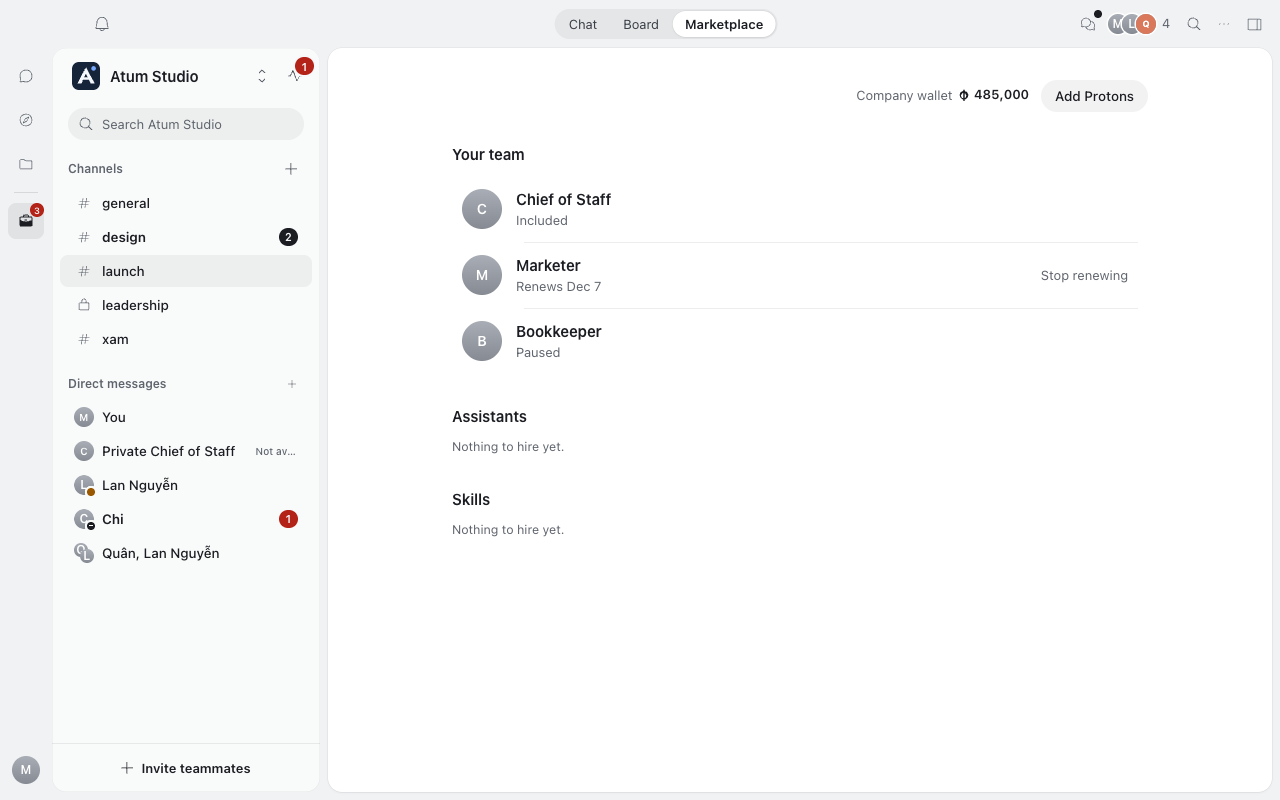 Chat
Board
Marketplace
M
L
Q
4
3
M
Atum Studio
1
Search Atum Studio
Channels
# general
# design
2
# launch
leadership
# xam
Direct messages
M You
C Private Chief of Staff
Not av...
L Lan Nguyễn
C Chi
1
Q L Quân, Lan Nguyễn
Invite teammates
Company wallet 485,000
Add Protons
Your team
C
Chief of Staff
Included
M
Marketer
Renews Dec 7
Stop renewing
B
Bookkeeper
Paused
Assistants
Nothing to hire yet.
Skills
Nothing to hire yet.